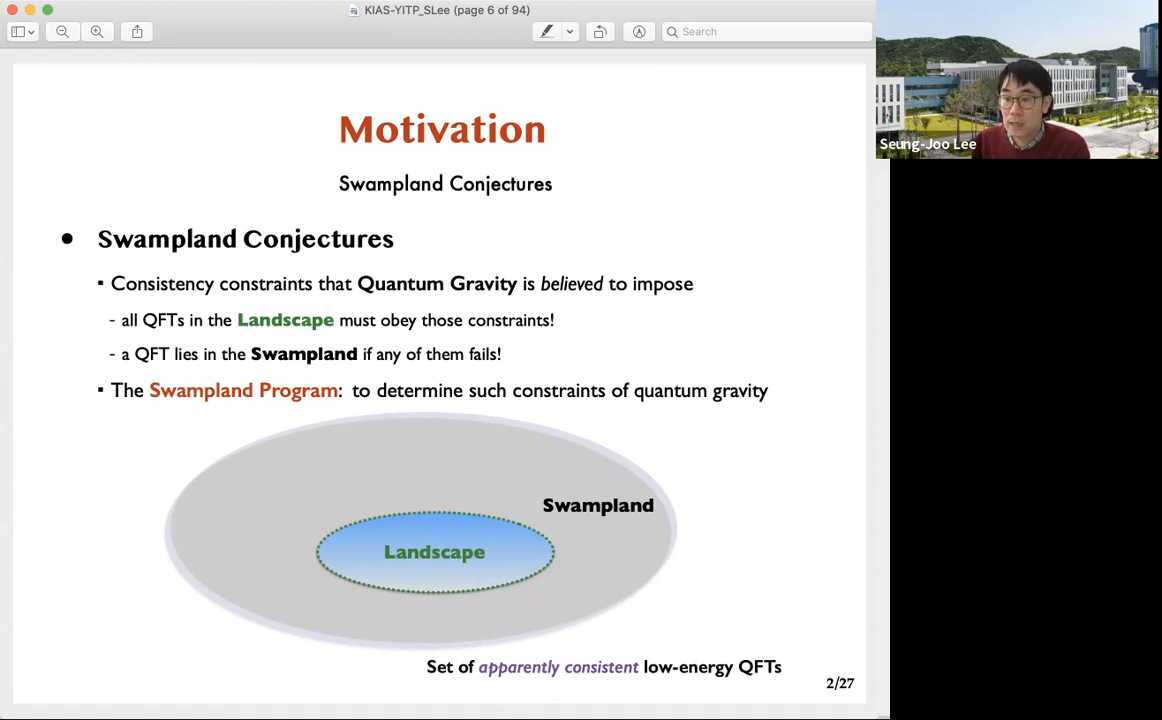 KIAS-YITP_SLee (page 6 of 94)
Search
Seung-Joo Lee
Motivation
Swampland Conjectures
● Swampland Conjectures
▪ Consistency constraints that Quantum Gravity is believed to impose
- all QFTs in the Landscape must obey those constraints!
- a QFT lies in the Swampland if any of them fails!
▪ The Swampland Program: to determine such constraints of quantum gravity
Swampland
Landscape
Set of apparently consistent low-energy QFTs
2/27